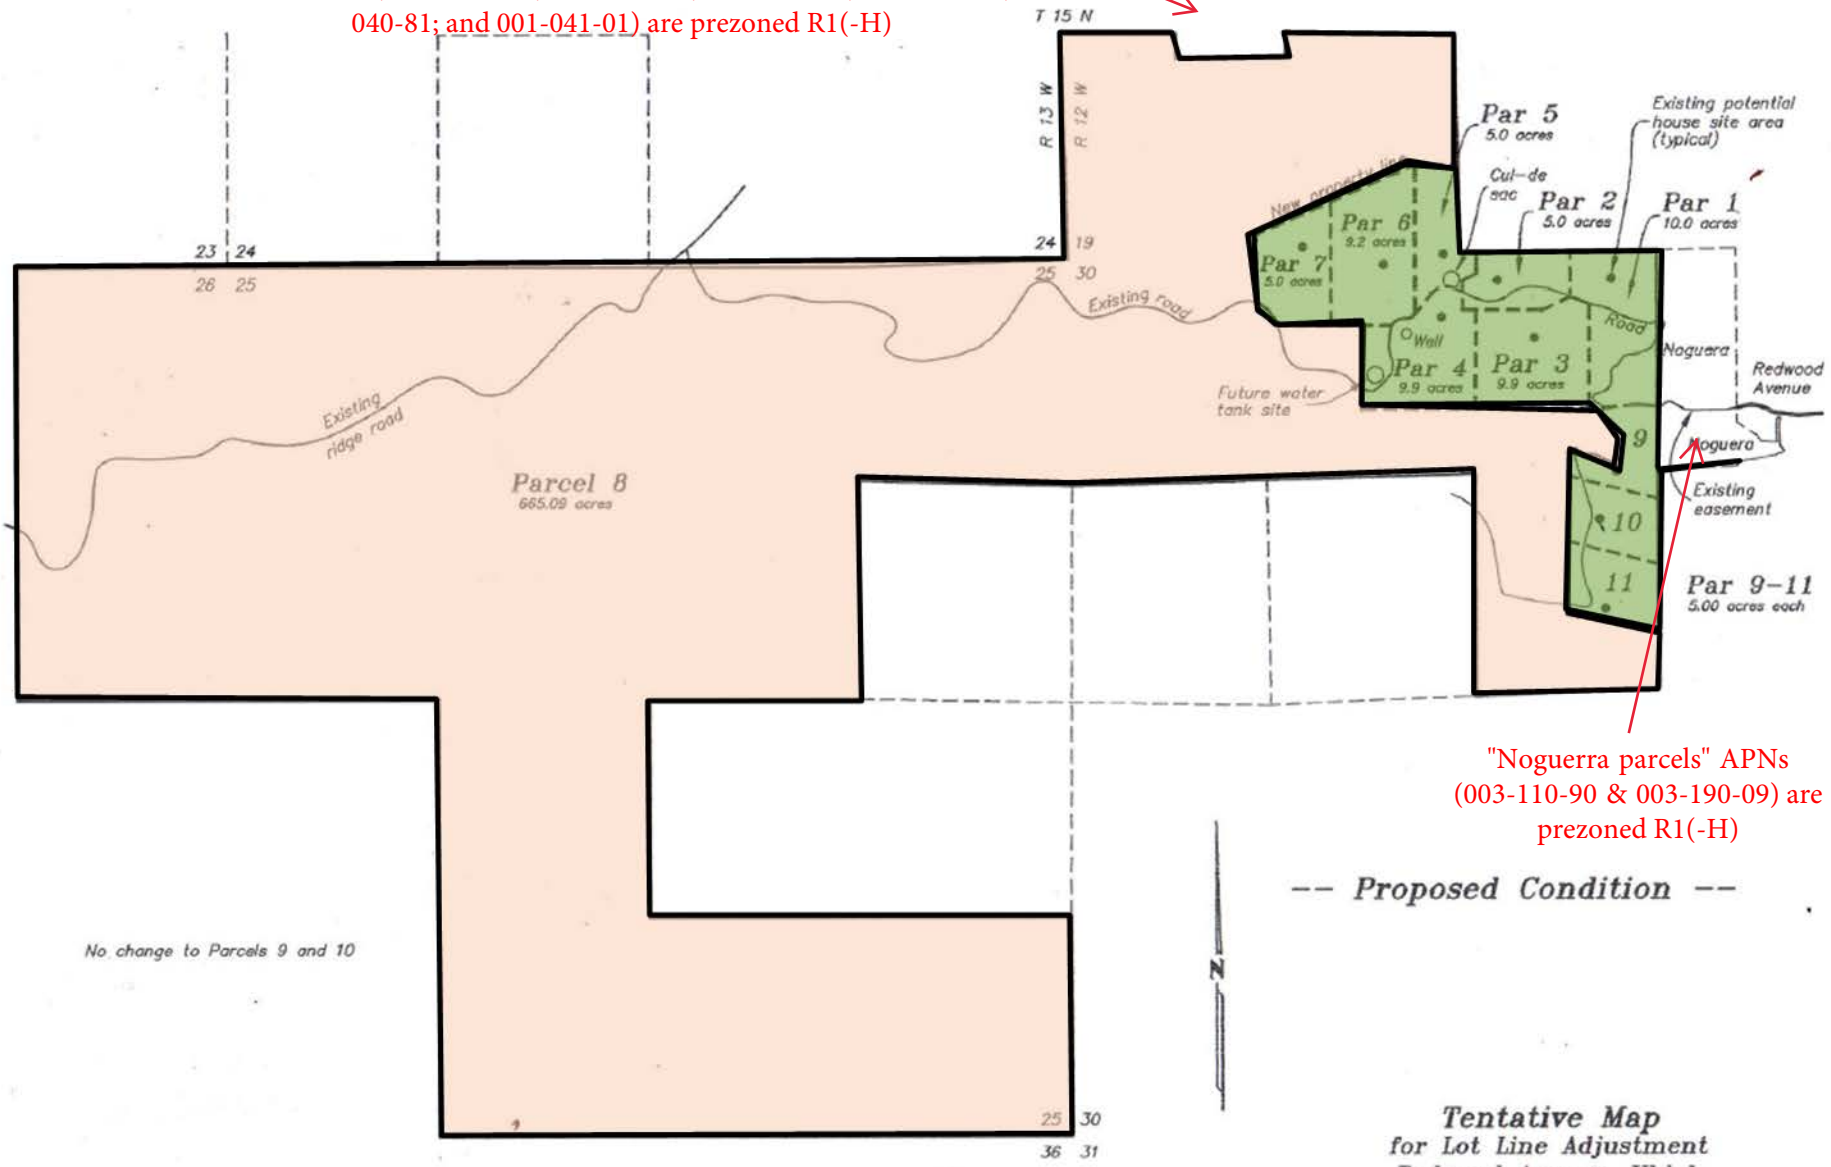 040-81; and 001-041-01) are prezoned R1(-H)
T 15 N
R 13 W
R 12 W
Par 5
5.0 acres
Existing potential
house site area
(typical)
Cul-de
sac
Par 2
5.0 acres
Par 1
10.0 acres
New property line
Par 6
9.2 acres
Par 7
5.0 acres
23 24
26 25
24 19
25 30
Existing road
Road
Well
Par 4
9.9 acres
Par 3
9.9 acres
Noguera
Redwood
Avenue
Future water
tank site
Existing
ridge road
Parcel 8
665.09 acres
9
Noguera
Existing
easement
10
11
Par 9-11
5.00 acres each
"Noguerra parcels" APNs
(003-110-90 & 003-190-09) are
prezoned R1(-H)
-- Proposed Condition --
No change to Parcels 9 and 10
N
25 30
36 31
Tentative Map
for Lot Line Adjustment